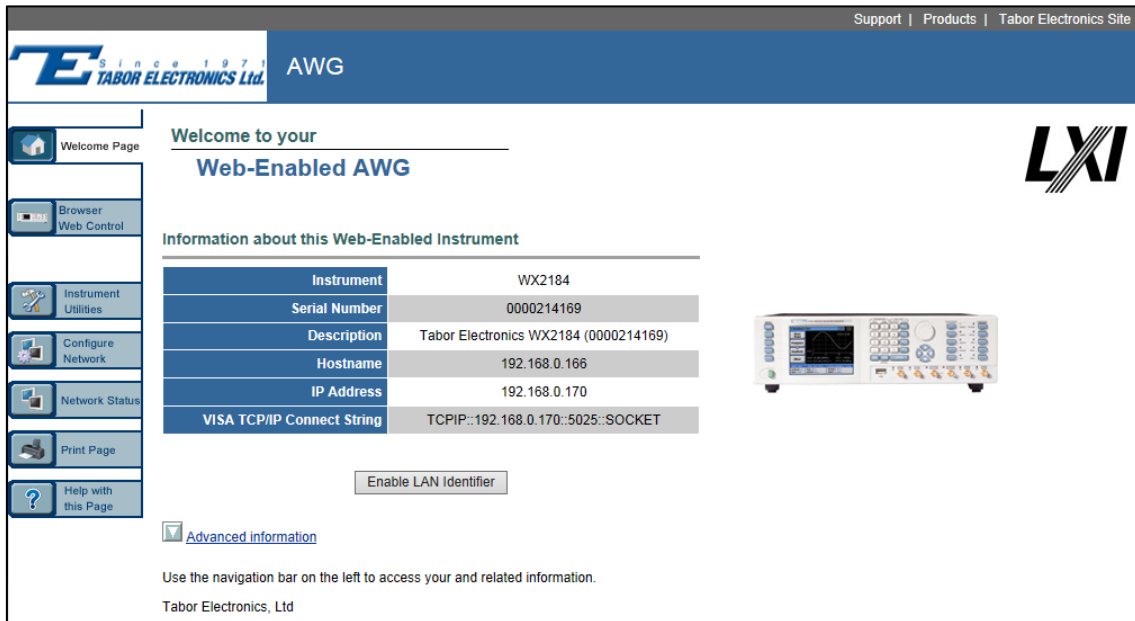 Support | Products | Tabor Electronics Site
Since 1971
TABOR ELECTRONICS Ltd.
AWG
Welcome Page
Browser
Web Control
Instrument
Utilities
Configure
Network
Network Status
Print Page
Help with
this Page
Welcome to your
Web-Enabled AWG
LXI
Information about this Web-Enabled Instrument
Instrument WX2184
Serial Number 0000214169
Description Tabor Electronics WX2184 (0000214169)
Hostname 192.168.0.166
IP Address 192.168.0.170
VISA TCP/IP Connect String TCPIP::192.168.0.170::5025::SOCKET
Enable LAN Identifier
Advanced information
Use the navigation bar on the left to access your and related information.
Tabor Electronics, Ltd